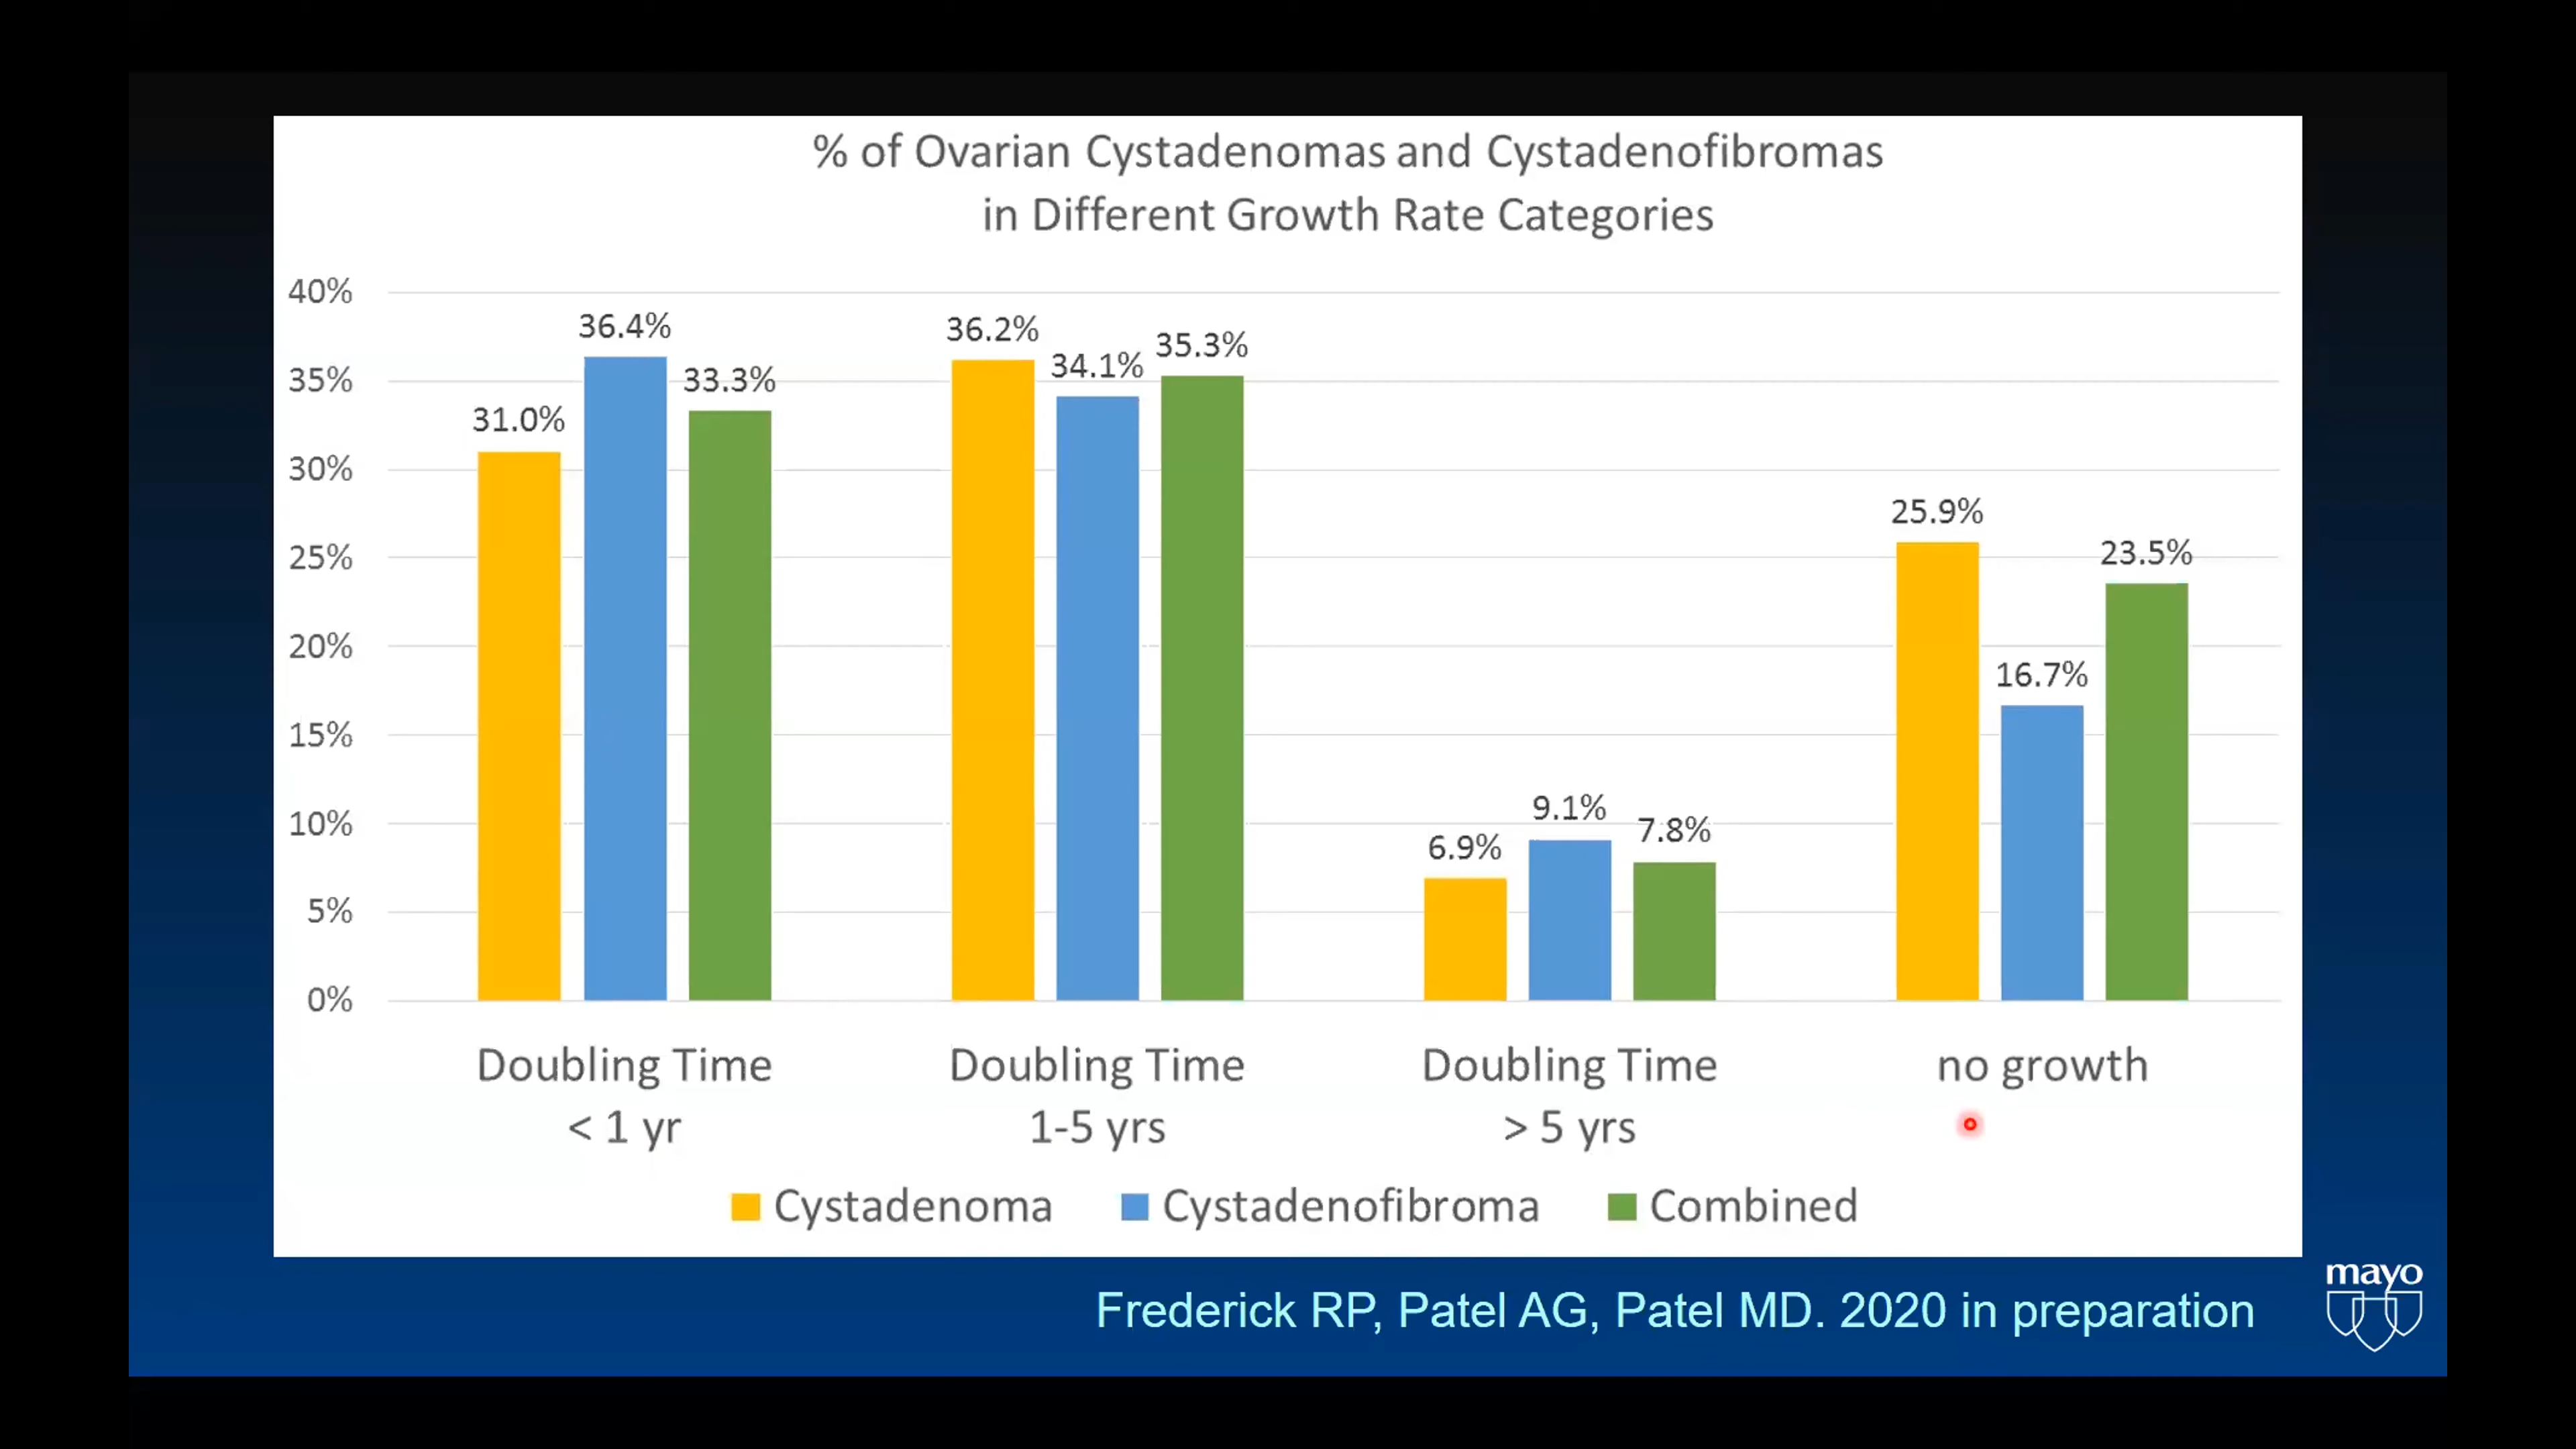 % of Ovarian Cystadenomas and Cystadenofibromas
in Different Growth Rate Categories
40%
35%
30%
25%
20%
15%
10%
5%
0%
31.0%
36.4%
33.3%
36.2%
34.1%
35.3%
6.9%
9.1%
7.8%
25.9%
16.7%
23.5%
Doubling Time
< 1 yr
Doubling Time
1-5 yrs
Doubling Time
> 5 yrs
no growth
Cystadenoma
Cystadenofibroma
Combined
Frederick RP, Patel AG, Patel MD. 2020 in preparation
mayo